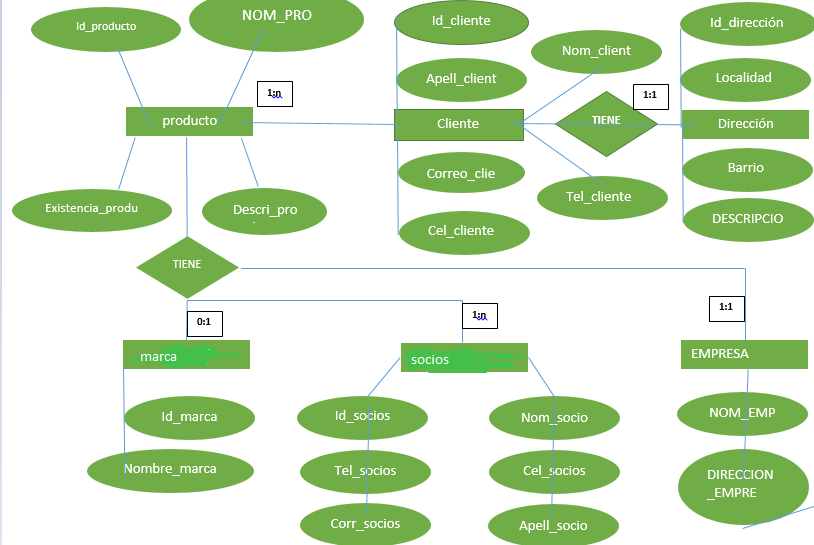 Id_producto
NOM_PRO
Id_cliente
Nom_client
Id_dirección
Apell_client
Localidad
1:n
1:1
producto
Cliente
TIENE
Dirección
Correo_clie
Barrio
Existencia_produ
Descri_pro
Tel_cliente
Cel_cliente
DESCRIPCIO
TIENE
0:1
1:n
1:1
marca
socios
EMPRESA
Id_marca
Id_socios
Nom_socio
NOM_EMP
Nombre_marca
Tel_socios
Cel_socios
DIRECCION
_EMPRE
Corr_socios
Apell_socio